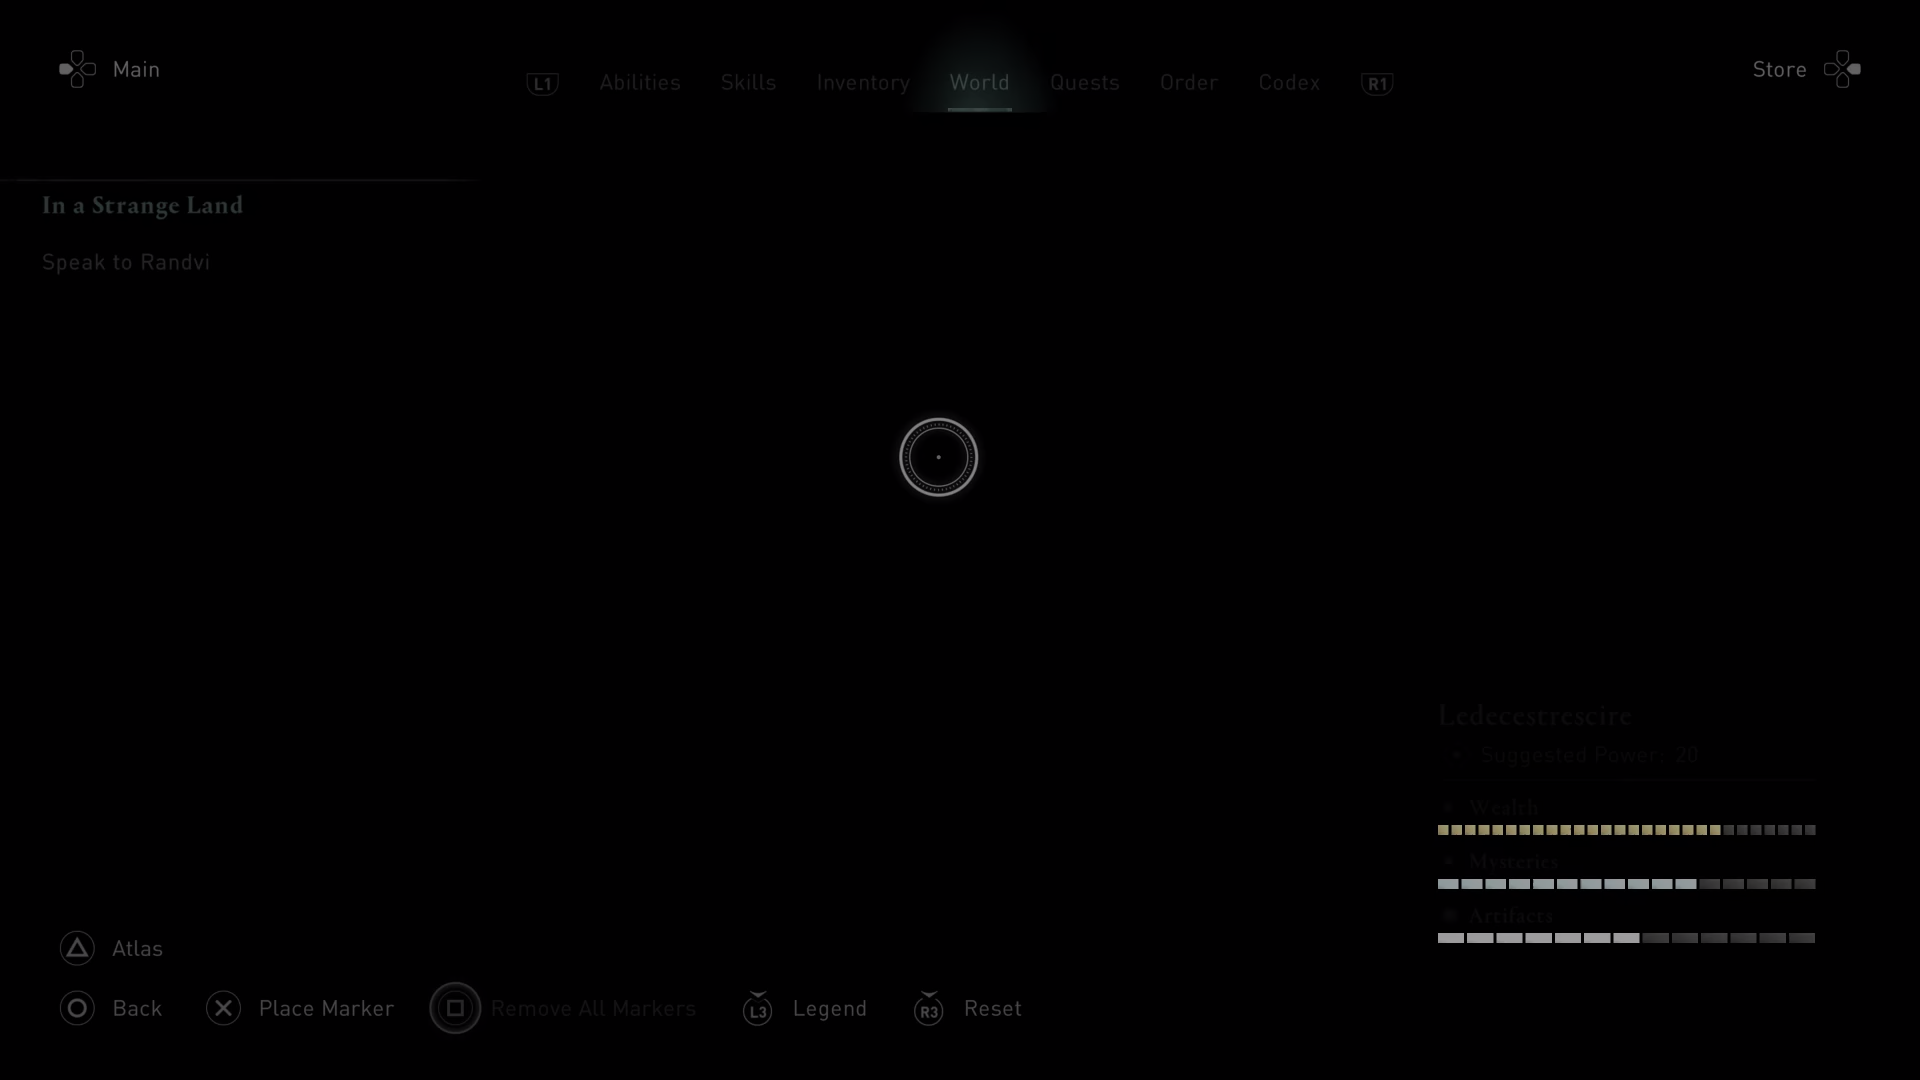 Main
L1 Abilities Skills Inventory World Quests Order Codex R1
Store
In a Strange Land
Speak to Randvi
Ledecestrescire
Suggested Power: 20
Wealth
Mysteries
Artifacts
Atlas
Back Place Marker Remove All Markers L3 Legend R3 Reset